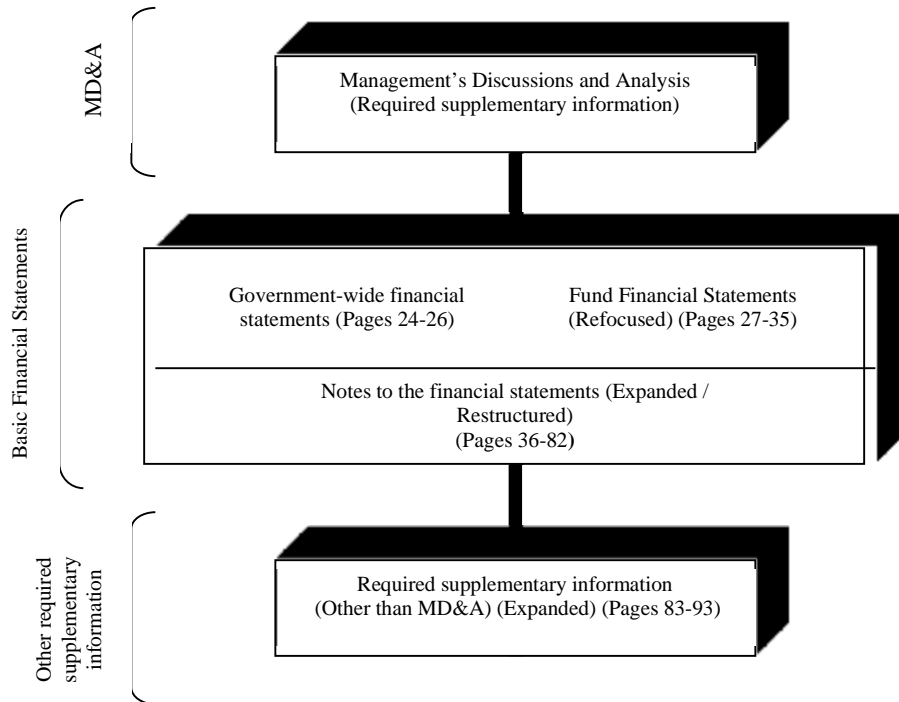 MD&A
Management’s Discussions and Analysis
(Required supplementary information)
Basic Financial Statements
Government-wide financial
statements (Pages 24-26)
Fund Financial Statements
(Refocused) (Pages 27-35)
Notes to the financial statements (Expanded /
Restructured)
(Pages 36-82)
Other required
supplementary
information
Required supplementary information
(Other than MD&A) (Expanded) (Pages 83-93)